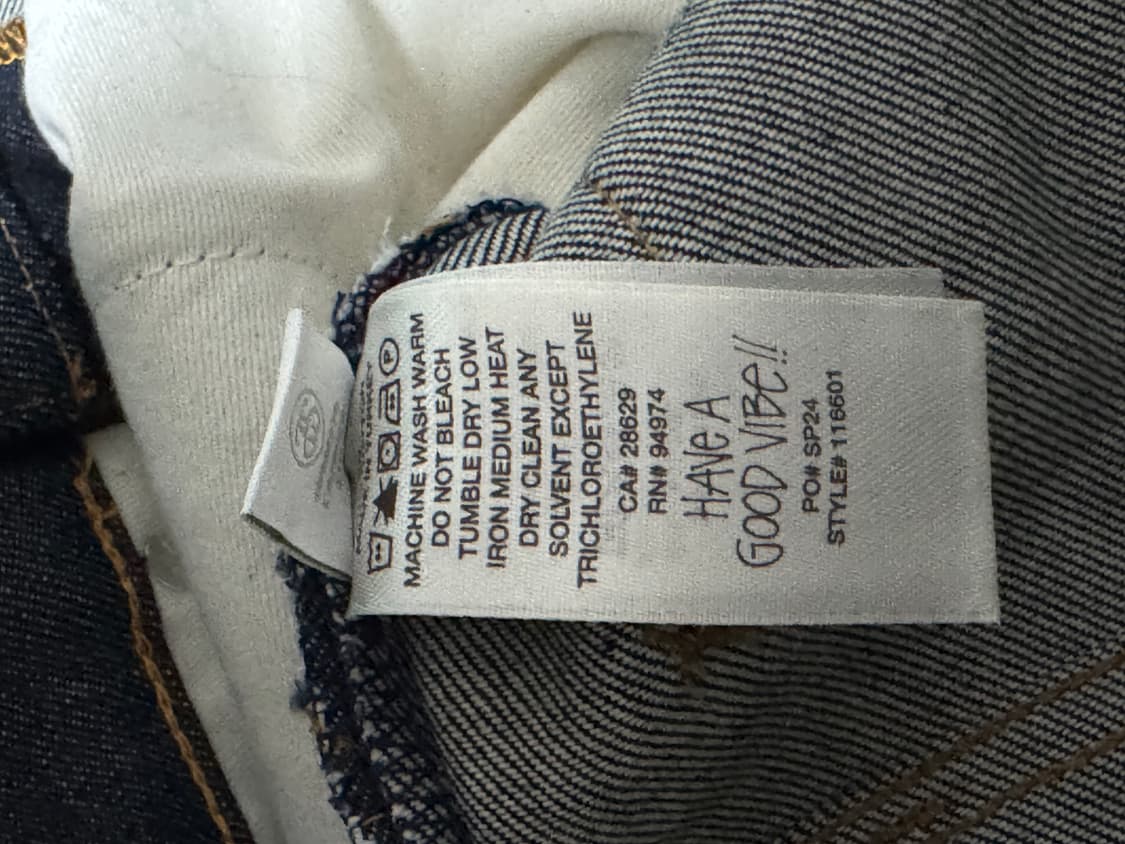 MACHINE WASH WARM
DO NOT BLEACH
TUMBLE DRY LOW
IRON MEDIUM HEAT
DRY CLEAN ANY
SOLVENT EXCEPT
TRICHLOROETHYLENE
CA# 28629
RN# 94974
HAVE A
GOOD VIBE!!
PO# SP24
STYLE# 116601